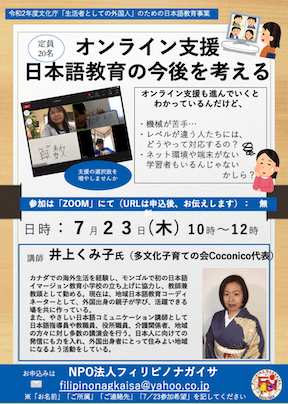 令和2年度文化庁「生活者としての外国人」のための日本語教育事業
定員
20名
オンライン支援
日本語教育の今後を考える
オンライン支援も進んでいくと
わかっているんだけど、
・機械が苦手…
・レベルが違う人たちには、
どうやって対応するの？
・ネット環境や端末がない
学習者もいるんじゃない
かしら？
支援の選択肢を
増やしませんか
参加は「ZOOM」にて（URLは申込後、お伝えします）： 無
日時：７月２３日(木) 10時～12時
講師 井上くみ子氏（多文化子育ての会Coconico代表）
カナダでの海外生活を経験し、モンゴルで初の日本語
イマージョン教育小学校の立ち上げに協力し、教師兼
教頭として勤める。現在は、地域日本語教育コーディ
ネーターとして、外国出身の親子が学び、活躍できる
場を共に作っている。
また、やさしい日本語コミュニケーション講師として
日本語指導員や教職員、役所職員、介護関係者、地域
の方々に対し多数の講演会を行う。日本人に向けての
発信にも力を入れ、外国出身者にとって住みよい地域
になるよう活動をしている。
お申込みは NPO法人フィリピノナガイサ
✉ filipinonagkaisa@yahoo.co.jp
※「お名前」「ご所属」「ご連絡先」「7/23参加希望」を記してください